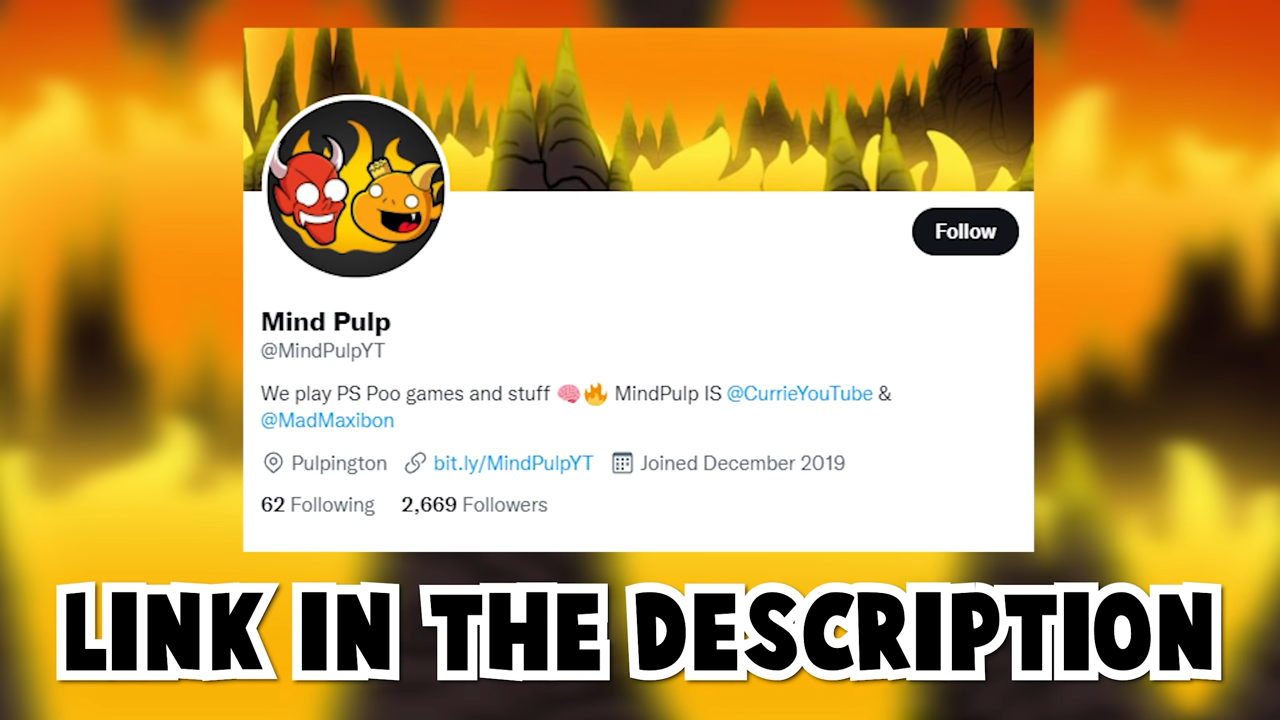 Follow
Mind Pulp
@MindPulpYT
We play PS Poo games and stuff 🧠🔥 MindPulp IS @CurrieYouTube &
@MadMaxibon
Pulpington bit.ly/MindPulpYT Joined December 2019
62 Following 2,669 Followers
LINK IN THE DESCRIPTION